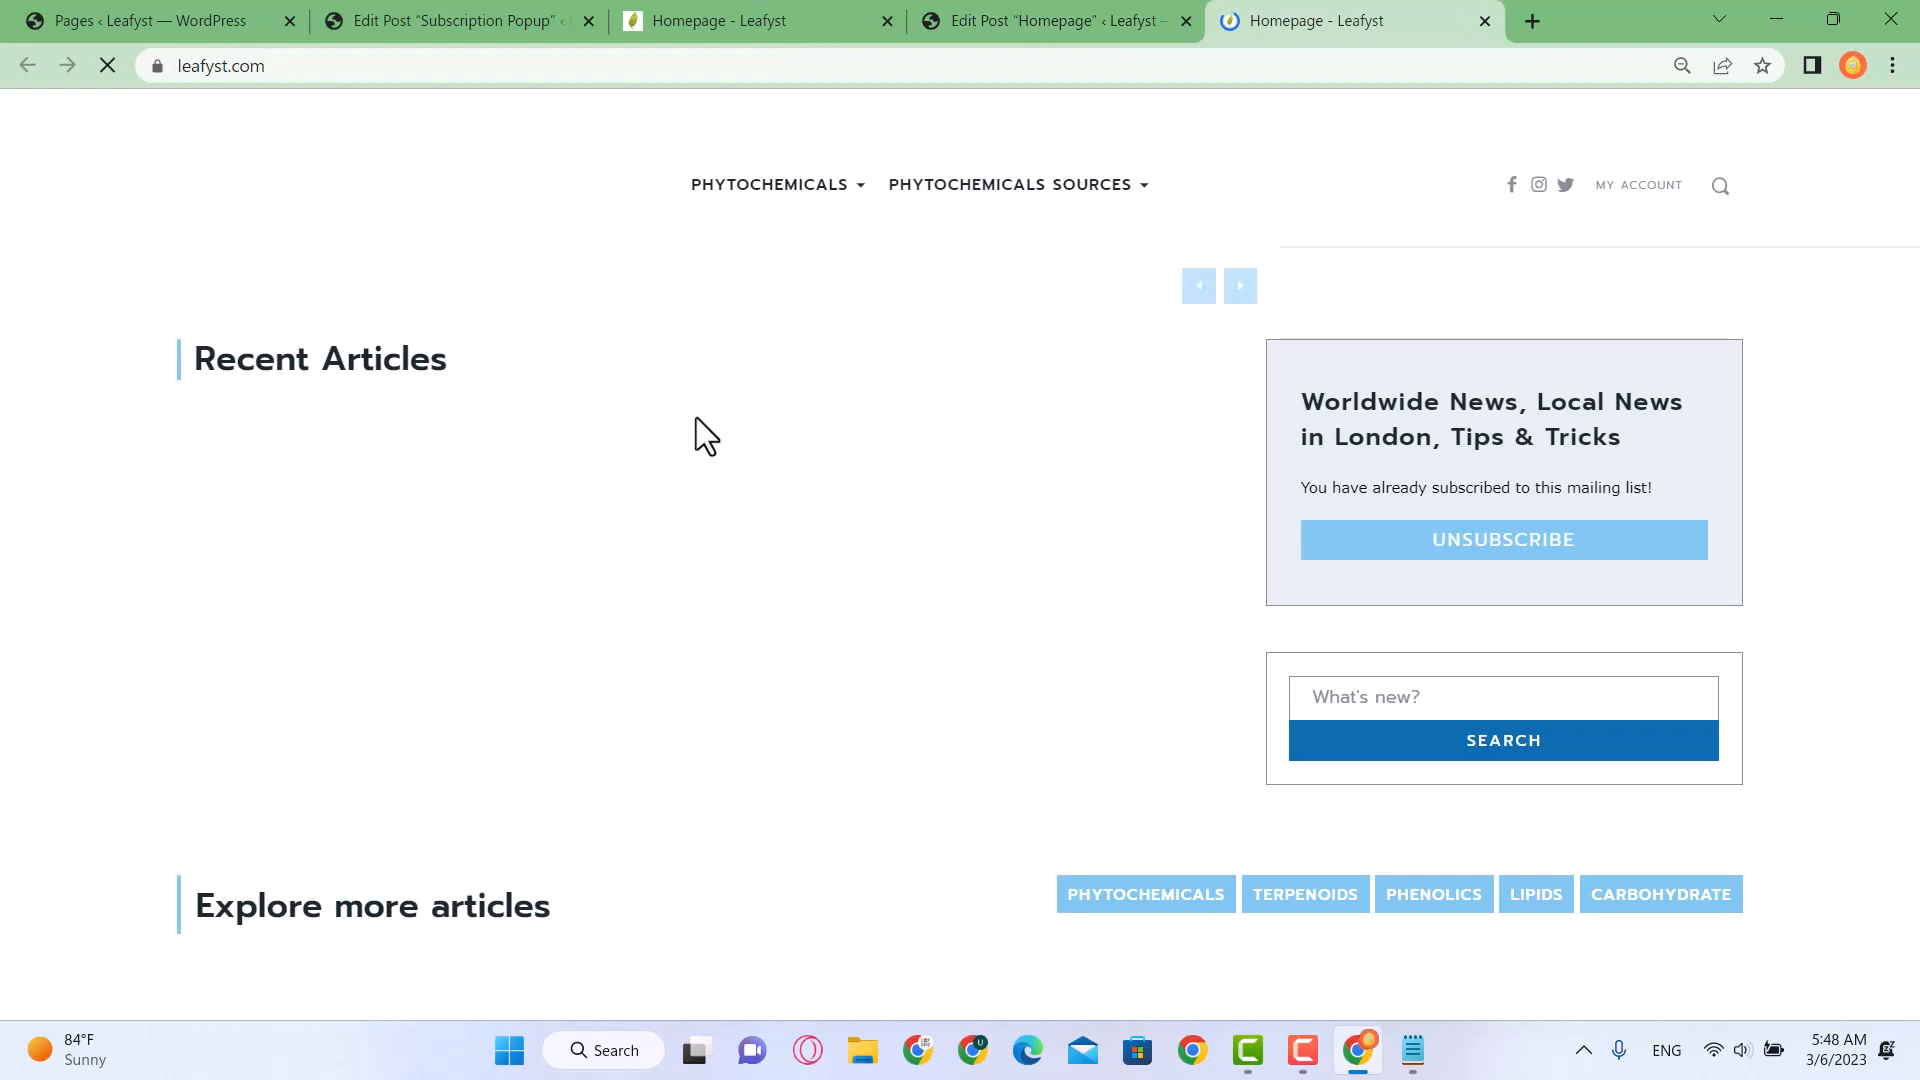 Pages ‹ Leafyst — WordPress
Edit Post “Subscription Popup” ‹
Homepage - Leafyst
Edit Post “Homepage” ‹ Leafyst —
Homepage - Leafyst
leafyst.com
PHYTOCHEMICALS
PHYTOCHEMICALS SOURCES
MY ACCOUNT
Recent Articles
Worldwide News, Local News
in London, Tips & Tricks
You have already subscribed to this mailing list!
UNSUBSCRIBE
What's new?
SEARCH
Explore more articles
PHYTOCHEMICALS
TERPENOIDS
PHENOLICS
LIPIDS
CARBOHYDRATE
84°F
Sunny
Search
ENG
5:48 AM
3/6/2023